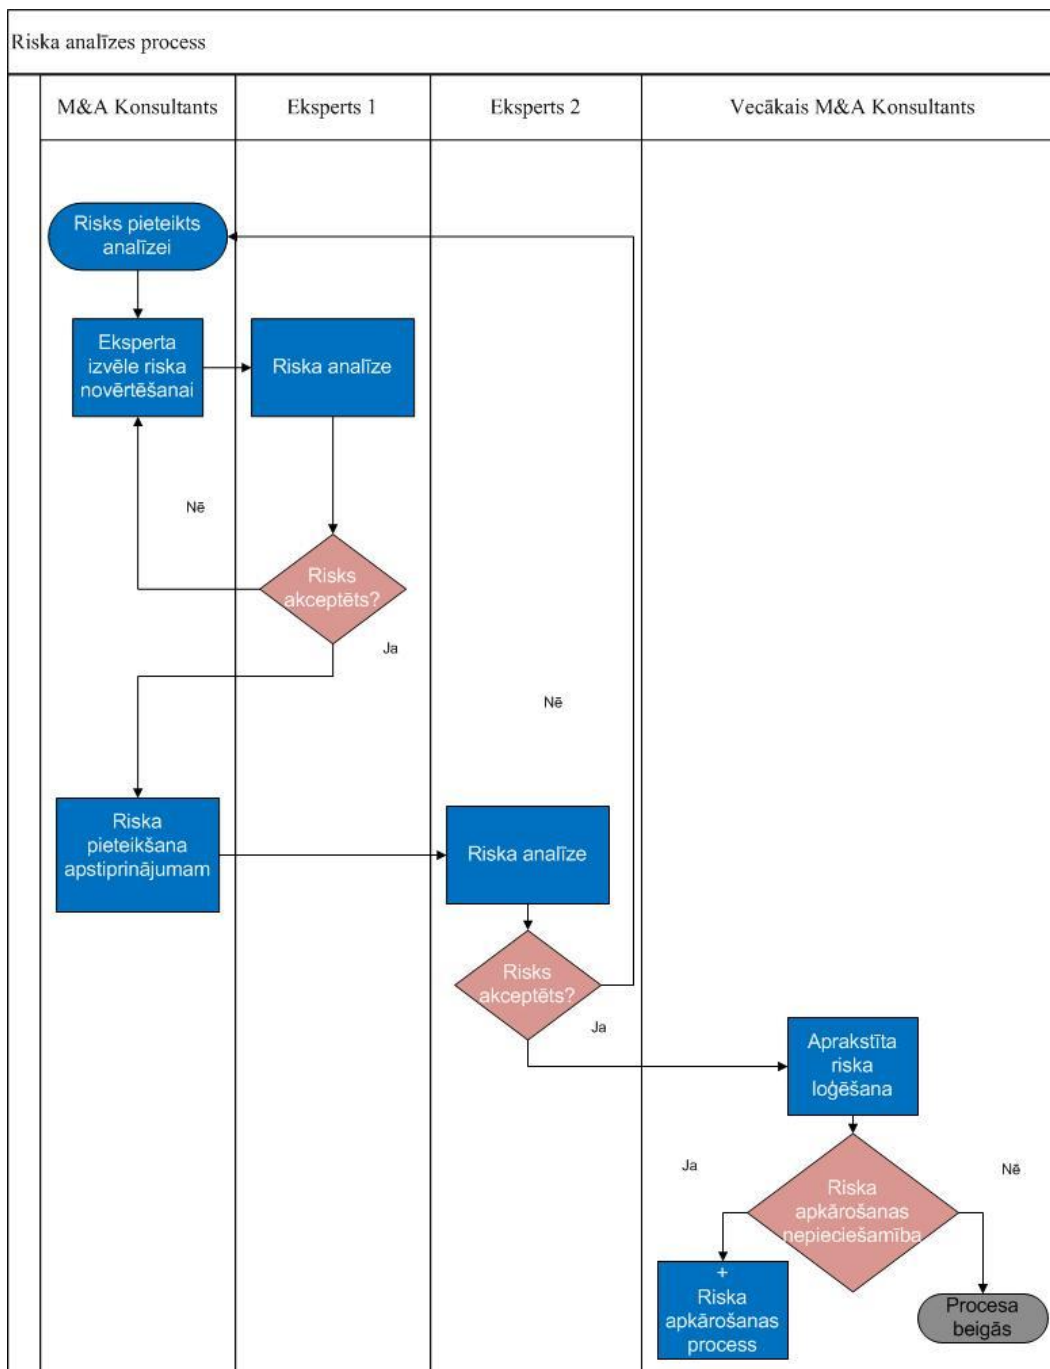 Riska analīzes process
M&A Konsultants
Eksperts 1
Eksperts 2
Vecākais M&A Konsultants
Risks pieteikts
analīzei
Eksperta
izvēle riska
novērtēšanai
Riska analīze
Nē
Risks
akceptēts?
Ja
Nē
Riska
pieteikšana
apstiprinājumam
Riska analīze
Risks
akceptēts?
Ja
Aprakstīta
riska
loģēšana
Ja
Nē
Riska
apkārošanas
nepieciešamība
+
Riska
apkārošanas
process
Procesa
beigās